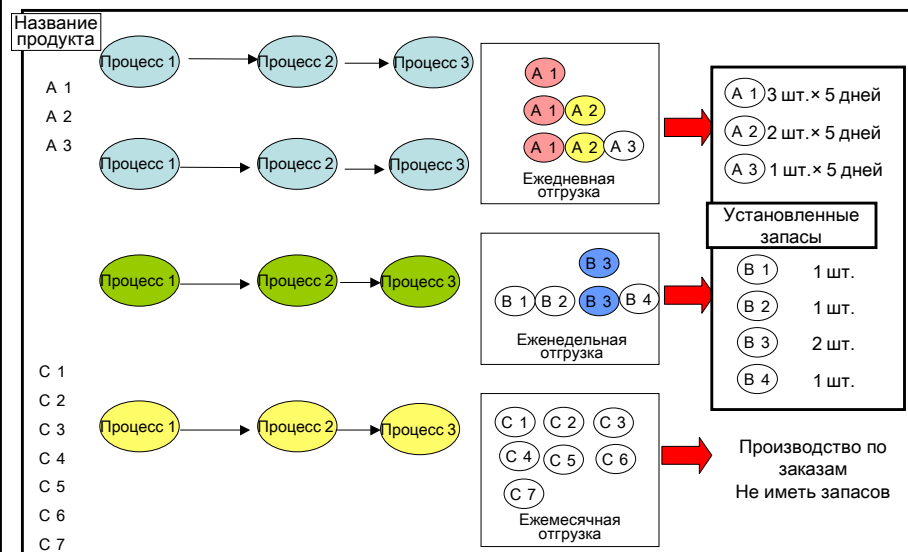 Название
продукта
А 1
А 2
А 3
Процесс 1
Процесс 2
Процесс 3
Процесс 1
Процесс 2
Процесс 3
А 1
А 1
А 2
А 1
А 2
А 3
Ежедневная
отгрузка
А 1 3 шт.× 5 дней
А 2 2 шт.× 5 дней
А 3 1 шт.× 5 дней
Установленные
запасы
Процесс 1
Процесс 2
Процесс 3
В 3
В 1
В 2
В 3
В 4
Еженедельная
отгрузка
В 1 1 шт.
В 2 1 шт.
В 3 2 шт.
В 4 1 шт.
С 1
С 2
С 3
С 4
С 5
С 6
С 7
Процесс 1
Процесс 2
Процесс 3
С 1
С 2
С 3
С 4
С 5
С 6
С 7
Ежемесячная
отгрузка
Производство по
заказам
Не иметь запасов